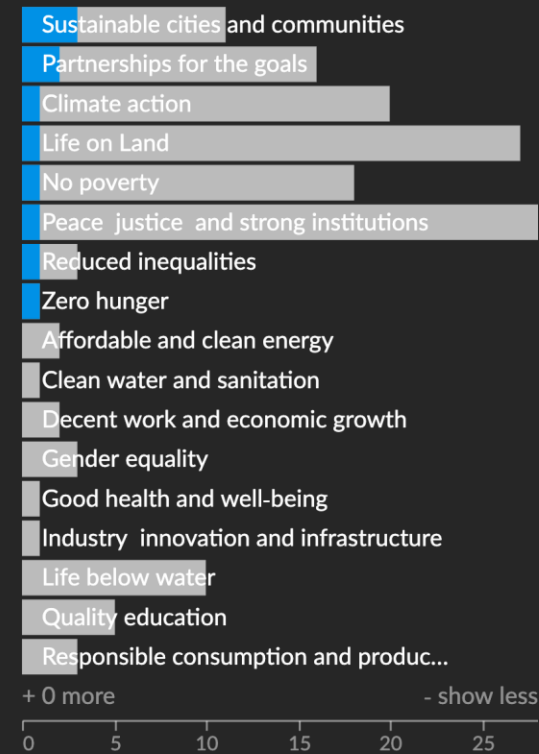 Sustainable cities and communities
Partnerships for the goals
Climate action
Life on Land
No poverty
Peace  justice  and strong institutions
Reduced inequalities
Zero hunger
Affordable and clean energy
Clean water and sanitation
Decent work and economic growth
Gender equality
Good health and well-being
Industry  innovation and infrastructure
Life below water
Quality education
Responsible consumption and produc...
+ 0 more - show less
0 5 10 15 20 25